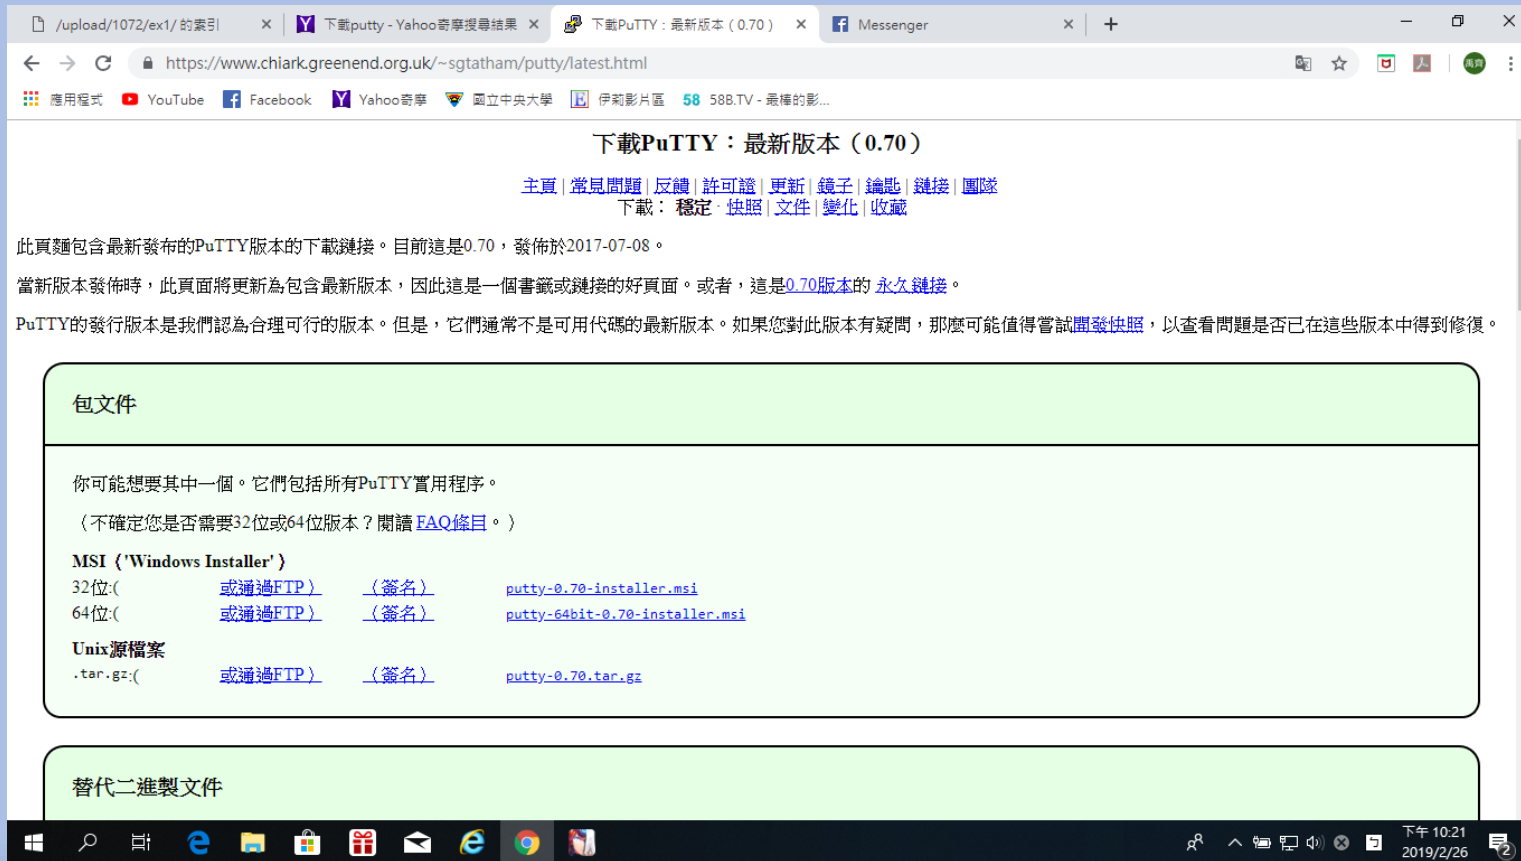 /upload/1072/ex1/ 的索引
下載putty - Yahoo奇摩搜尋結果
下載PuTTY：最新版本（0.70）
Messenger
https://www.chiark.greenend.org.uk/~sgtatham/putty/latest.html
應用程式 YouTube Facebook Yahoo奇摩 國立中央大學 伊莉影片區 58 58B.TV - 最棒的影...
下載PuTTY：最新版本（0.70）
主頁 | 常見問題 | 反饋 | 許可證 | 更新 | 鏡子 | 鑰匙 | 鏈接 | 團隊
下載： 穩定 · 快照 | 文件 | 變化 | 收藏
此頁麵包含最新發布的PuTTY版本的下載鏈接。目前這是0.70，發佈於2017-07-08。
當新版本發佈時，此頁面將更新為包含最新版本，因此這是一個書籤或鏈接的好頁面。或者，這是0.70版本的 永久鏈接。
PuTTY的發行版本是我們認為合理可行的版本。但是，它們通常不是可用代碼的最新版本。如果您對此版本有疑問，那麼可能值得嘗試開發快照，以查看問題是否已在這些版本中得到修復。
包文件
你可能想要其中一個。它們包括所有PuTTY實用程序。
（不確定您是否需要32位或64位版本？閱讀 FAQ條目。）
MSI（'Windows Installer'）
32位:( 或通過FTP） （簽名） putty-0.70-installer.msi
64位:( 或通過FTP） （簽名） putty-64bit-0.70-installer.msi
Unix源檔案
.tar.gz:( 或通過FTP） （簽名） putty-0.70.tar.gz
替代二進製文件
下午 10:21
2019/2/26
2